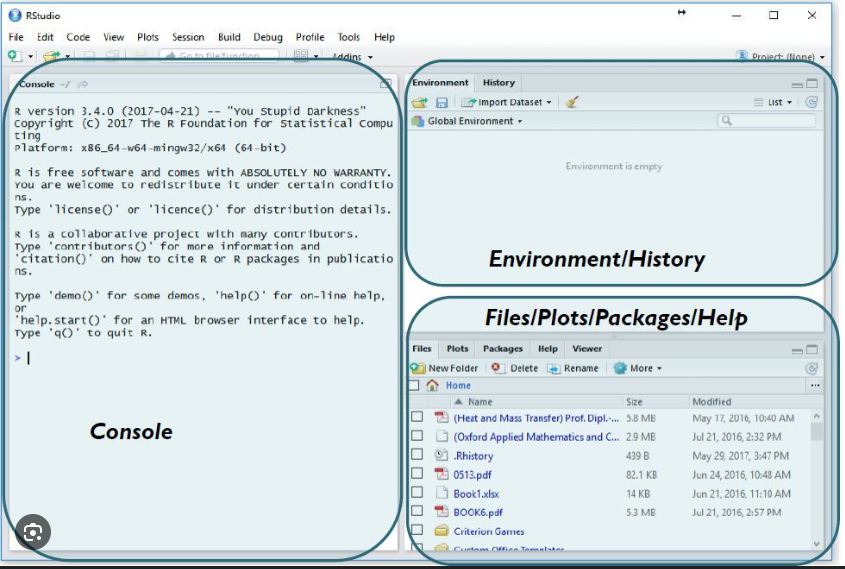 RStudio
File Edit Code View Plots Session Build Debug Profile Tools Help
Go to file/function Addins Project: (None)
Console ~/
R version 3.4.0 (2017-04-21) -- "You Stupid Darkness"
Copyright (C) 2017 The R Foundation for Statistical Compu
ting
Platform: x86_64-w64-mingw32/x64 (64-bit)
R is free software and comes with ABSOLUTELY NO WARRANTY.
You are welcome to redistribute it under certain conditio
ns.
Type 'license()' or 'licence()' for distribution details.
R is a collaborative project with many contributors.
Type 'contributors()' for more information and
'citation()' on how to cite R or R packages in publicatio
ns.
Type 'demo()' for some demos, 'help()' for on-line help,
or
'help.start()' for an HTML browser interface to help.
Type 'q()' to quit R.
>
Console
Environment History
Import Dataset List
Global Environment
Environment is empty
Environment/History
Files/Plots/Packages/Help
Files Plots Packages Help Viewer
New Folder Delete Rename More
Home ...
Name Size Modified
(Heat and Mass Transfer) Prof. Dipl.-... 5.8 MB May 17, 2016, 10:40 AM
(Oxford Applied Mathematics and C... 2.9 MB Jul 21, 2016, 2:32 PM
.Rhistory 439 B May 29, 2017, 3:47 PM
0513.pdf 82.1 KB Jun 24, 2016, 10:48 AM
Book1.xlsx 14 KB Jun 21, 2016, 11:10 AM
BOOK6.pdf 5.3 MB Jul 21, 2016, 2:57 PM
Criterion Games
Custom Office Templates